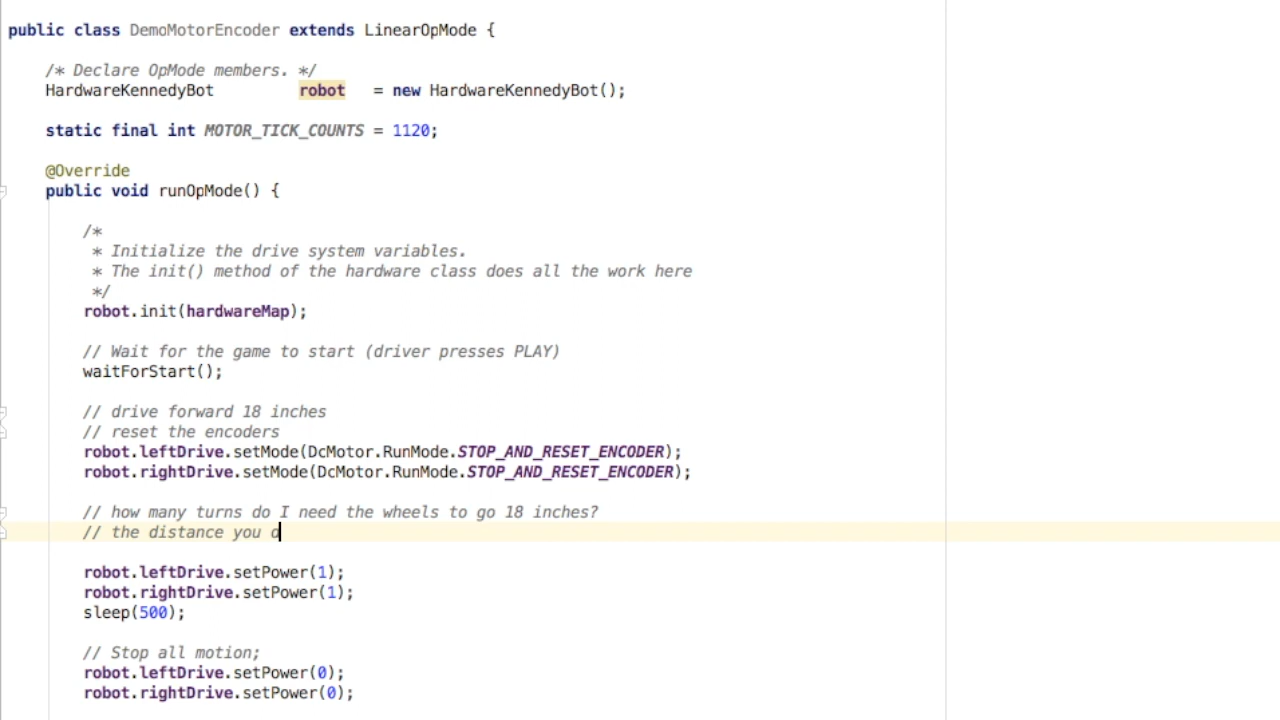 public class DemoMotorEncoder extends LinearOpMode {
/* Declare OpMode members. */
HardwareKennedyBot robot = new HardwareKennedyBot();
static final int MOTOR_TICK_COUNTS = 1120;
@Override
public void runOpMode() {
/*
* Initialize the drive system variables.
* The init() method of the hardware class does all the work here
*/
robot.init(hardwareMap);
// Wait for the game to start (driver presses PLAY)
waitForStart();
// drive forward 18 inches
// reset the encoders
robot.leftDrive.setMode(DcMotor.RunMode.STOP_AND_RESET_ENCODER);
robot.rightDrive.setMode(DcMotor.RunMode.STOP_AND_RESET_ENCODER);
// how many turns do I need the wheels to go 18 inches?
// the distance you d
robot.leftDrive.setPower(1);
robot.rightDrive.setPower(1);
sleep(500);
// Stop all motion;
robot.leftDrive.setPower(0);
robot.rightDrive.setPower(0);